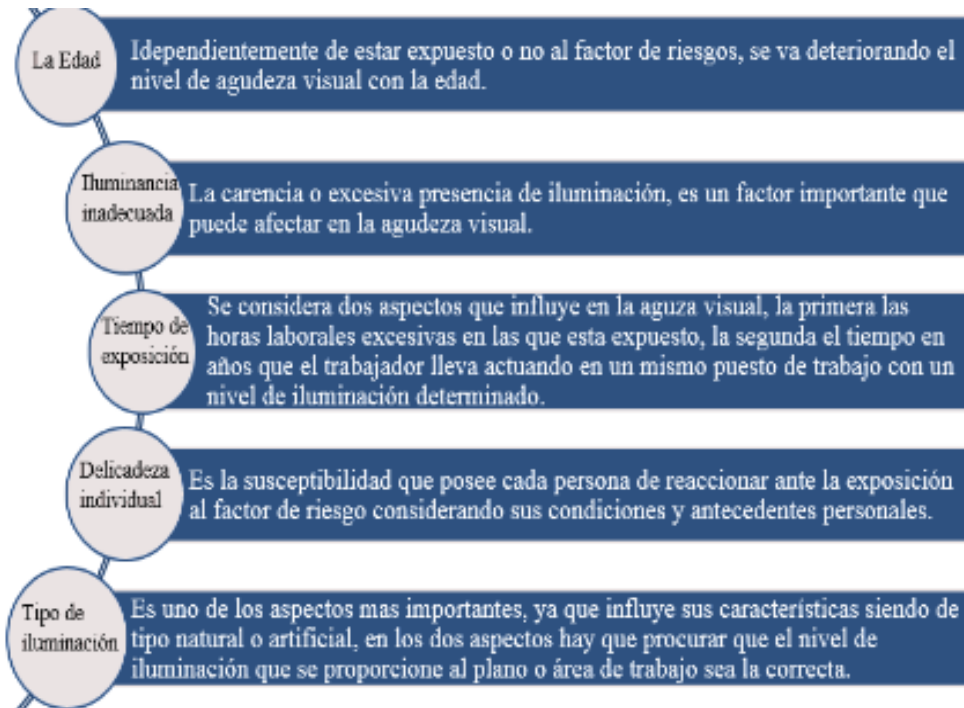 La Edad
Idependientemente de estar expuesto o no al factor de riesgos, se va deteriorando el
nivel de agudeza visual con la edad.
Iluminancia
inadecuada
La carencia o excesiva presencia de iluminación, es un factor importante que
puede afectar en la agudeza visual.
Tiempo de
exposición
Se considera dos aspectos que influye en la aguza visual, la primera las
horas laborales excesivas en las que esta expuesto, la segunda el tiempo en
años que el trabajador lleva actuando en un mismo puesto de trabajo con un
nivel de iluminación determinado.
Delicadeza
individual
Es la susceptibilidad que posee cada persona de reaccionar ante la exposición
al factor de riesgo considerando sus condiciones y antecedentes personales.
Tipo de
iluminación
Es uno de los aspectos mas importantes, ya que influye sus características siendo de
tipo natural o artificial, en los dos aspectos hay que procurar que el nivel de
iluminación que se proporcione al plano o área de trabajo sea la correcta.